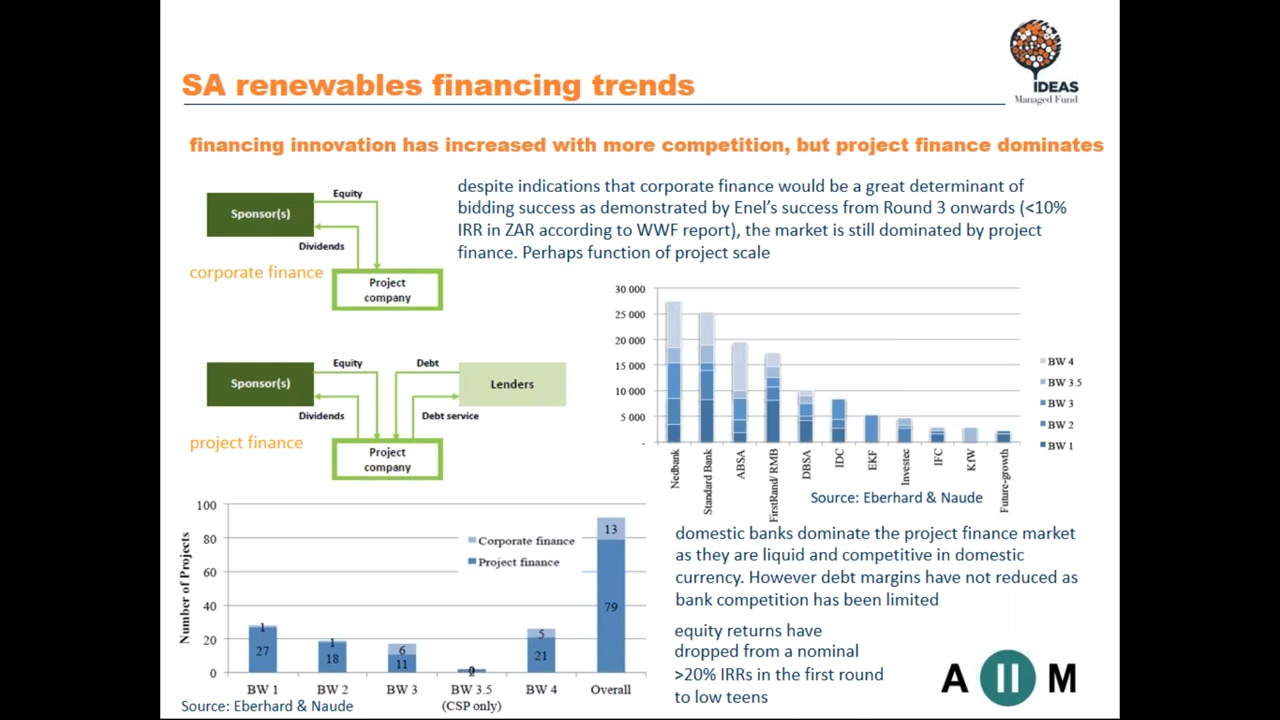 IDEAS
Managed Fund
SA renewables financing trends
financing innovation has increased with more competition, but project finance dominates
despite indications that corporate finance would be a great determinant of
bidding success as demonstrated by Enel’s success from Round 3 onwards (<10%
IRR in ZAR according to WWF report), the market is still dominated by project
finance. Perhaps function of project scale
Equity
Sponsor(s)
Dividends
corporate finance
Project
company
Equity
Debt
Sponsor(s)
Lenders
Dividends
Debt service
project finance
Project
company
30 000
25 000
20 000
15 000
10 000
5 000
-
Nedbank
Standard Bank
ABSA
FirstRand/ RMB
DBSA
IDC
EKF
Investec
IFC
KfW
Future-growth
BW 4
BW 3.5
BW 3
BW 2
BW 1
Source: Eberhard & Naude
Number of Projects
100
80
60
40
20
0
Corporate finance
Project finance
1
27
1
18
6
11
5
21
13
79
BW 1
BW 2
BW 3
BW 3.5
(CSP only)
BW 4
Overall
Source: Eberhard & Naude
domestic banks dominate the project finance market
as they are liquid and competitive in domestic
currency. However debt margins have not reduced as
bank competition has been limited
equity returns have
dropped from a nominal
>20% IRRs in the first round
to low teens
A II M